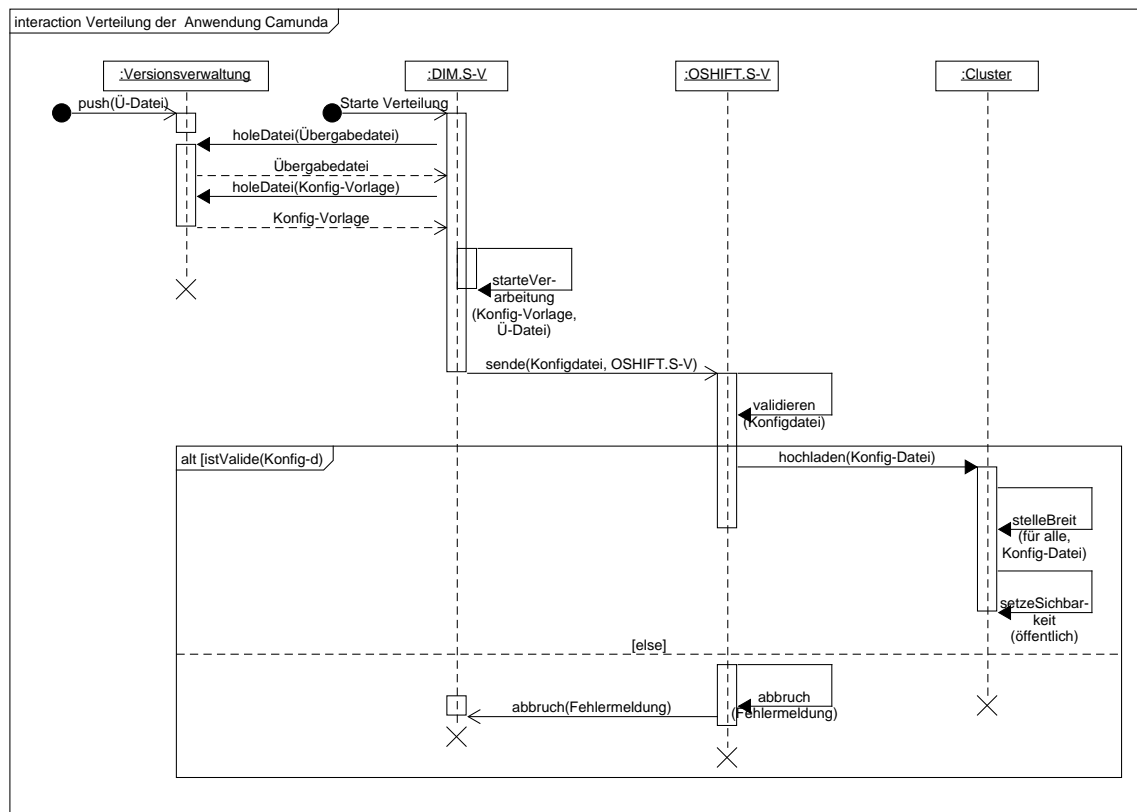 interaction Verteilung der  Anwendung Camunda
:Versionsverwaltung
:DIM.S-V
:OSHIFT.S-V
:Cluster
push(Ü-Datei)
Starte Verteilung
holeDatei(Übergabedatei)
Übergabedatei
holeDatei(Konfig-Vorlage)
Konfig-Vorlage
starteVer-
arbeitung
(Konfig-Vorlage,
Ü-Datei)
sende(Konfigdatei, OSHIFT.S-V)
validieren
(Konfigdatei)
alt [istValide(Konfig-d)
hochladen(Konfig-Datei)
stelleBreit
(für alle,
Konfig-Datei)
setzeSichbar-
keit
(öffentlich)
[else]
abbruch
(Fehlermeldung)
abbruch(Fehlermeldung)